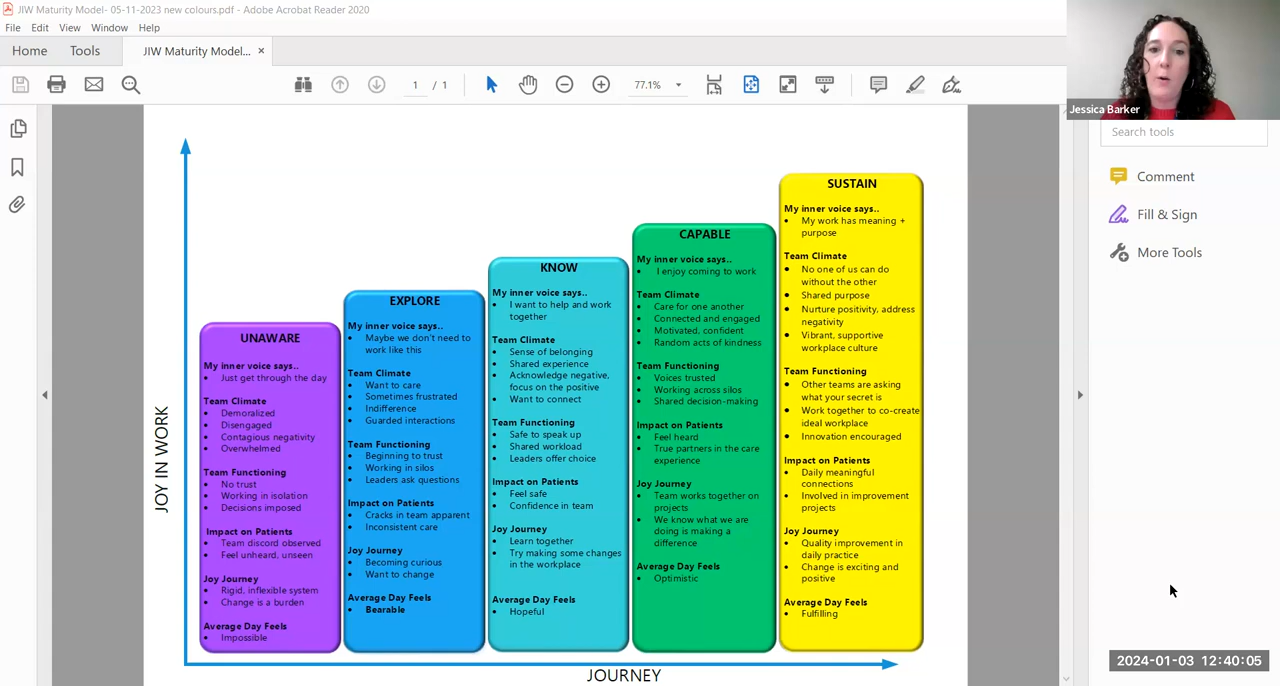 JIW Maturity Model- 05-11-2023 new colours.pdf - Adobe Acrobat Reader 2020
File Edit View Window Help
Home Tools JIW Maturity Model... ×
1 / 1 77.1%
Jessica Barker
Search tools
Comment
Fill & Sign
More Tools
JOY IN WORK
UNAWARE
My inner voice says..
• Just get through the day
Team Climate
• Demoralized
• Disengaged
• Contagious negativity
• Overwhelmed
Team Functioning
• No trust
• Working in isolation
• Decisions imposed
Impact on Patients
• Team discord observed
• Feel unheard, unseen
Joy Journey
• Rigid, inflexible system
• Change is a burden
Average Day Feels
• Impossible
EXPLORE
My inner voice says..
• Maybe we don't need to
work like this
Team Climate
• Want to care
• Sometimes frustrated
• Indifference
• Guarded interactions
Team Functioning
• Beginning to trust
• Working in silos
• Leaders ask questions
Impact on Patients
• Cracks in team apparent
• Inconsistent care
Joy Journey
• Becoming curious
• Want to change
Average Day Feels
• Bearable
KNOW
My inner voice says..
• I want to help and work
together
Team Climate
• Sense of belonging
• Shared experience
• Acknowledge negative,
focus on the positive
• Want to connect
Team Functioning
• Safe to speak up
• Shared workload
• Leaders offer choice
Impact on Patients
• Feel safe
• Confidence in team
Joy Journey
• Learn together
• Try making some changes
in the workplace
Average Day Feels
• Hopeful
CAPABLE
My inner voice says..
• I enjoy coming to work
Team Climate
• Care for one another
• Connected and engaged
• Motivated, confident
• Random acts of kindness
Team Functioning
• Voices trusted
• Working across silos
• Shared decision-making
Impact on Patients
• Feel heard
• True partners in the care
experience
Joy Journey
• Team works together on
projects
• We know what we are
doing is making a
difference
Average Day Feels
• Optimistic
SUSTAIN
My inner voice says..
• My work has meaning +
purpose
Team Climate
• No one of us can do
without the other
• Shared purpose
• Nurture positivity, address
negativity
• Vibrant, supportive
workplace culture
Team Functioning
• Other teams are asking
what your secret is
• Work together to co-create
ideal workplace
• Innovation encouraged
Impact on Patients
• Daily meaningful
connections
• Involved in improvement
projects
Joy Journey
• Quality improvement in
daily practice
• Change is exciting and
positive
Average Day Feels
• Fulfilling
JOURNEY
2024-01-03 12:40:05